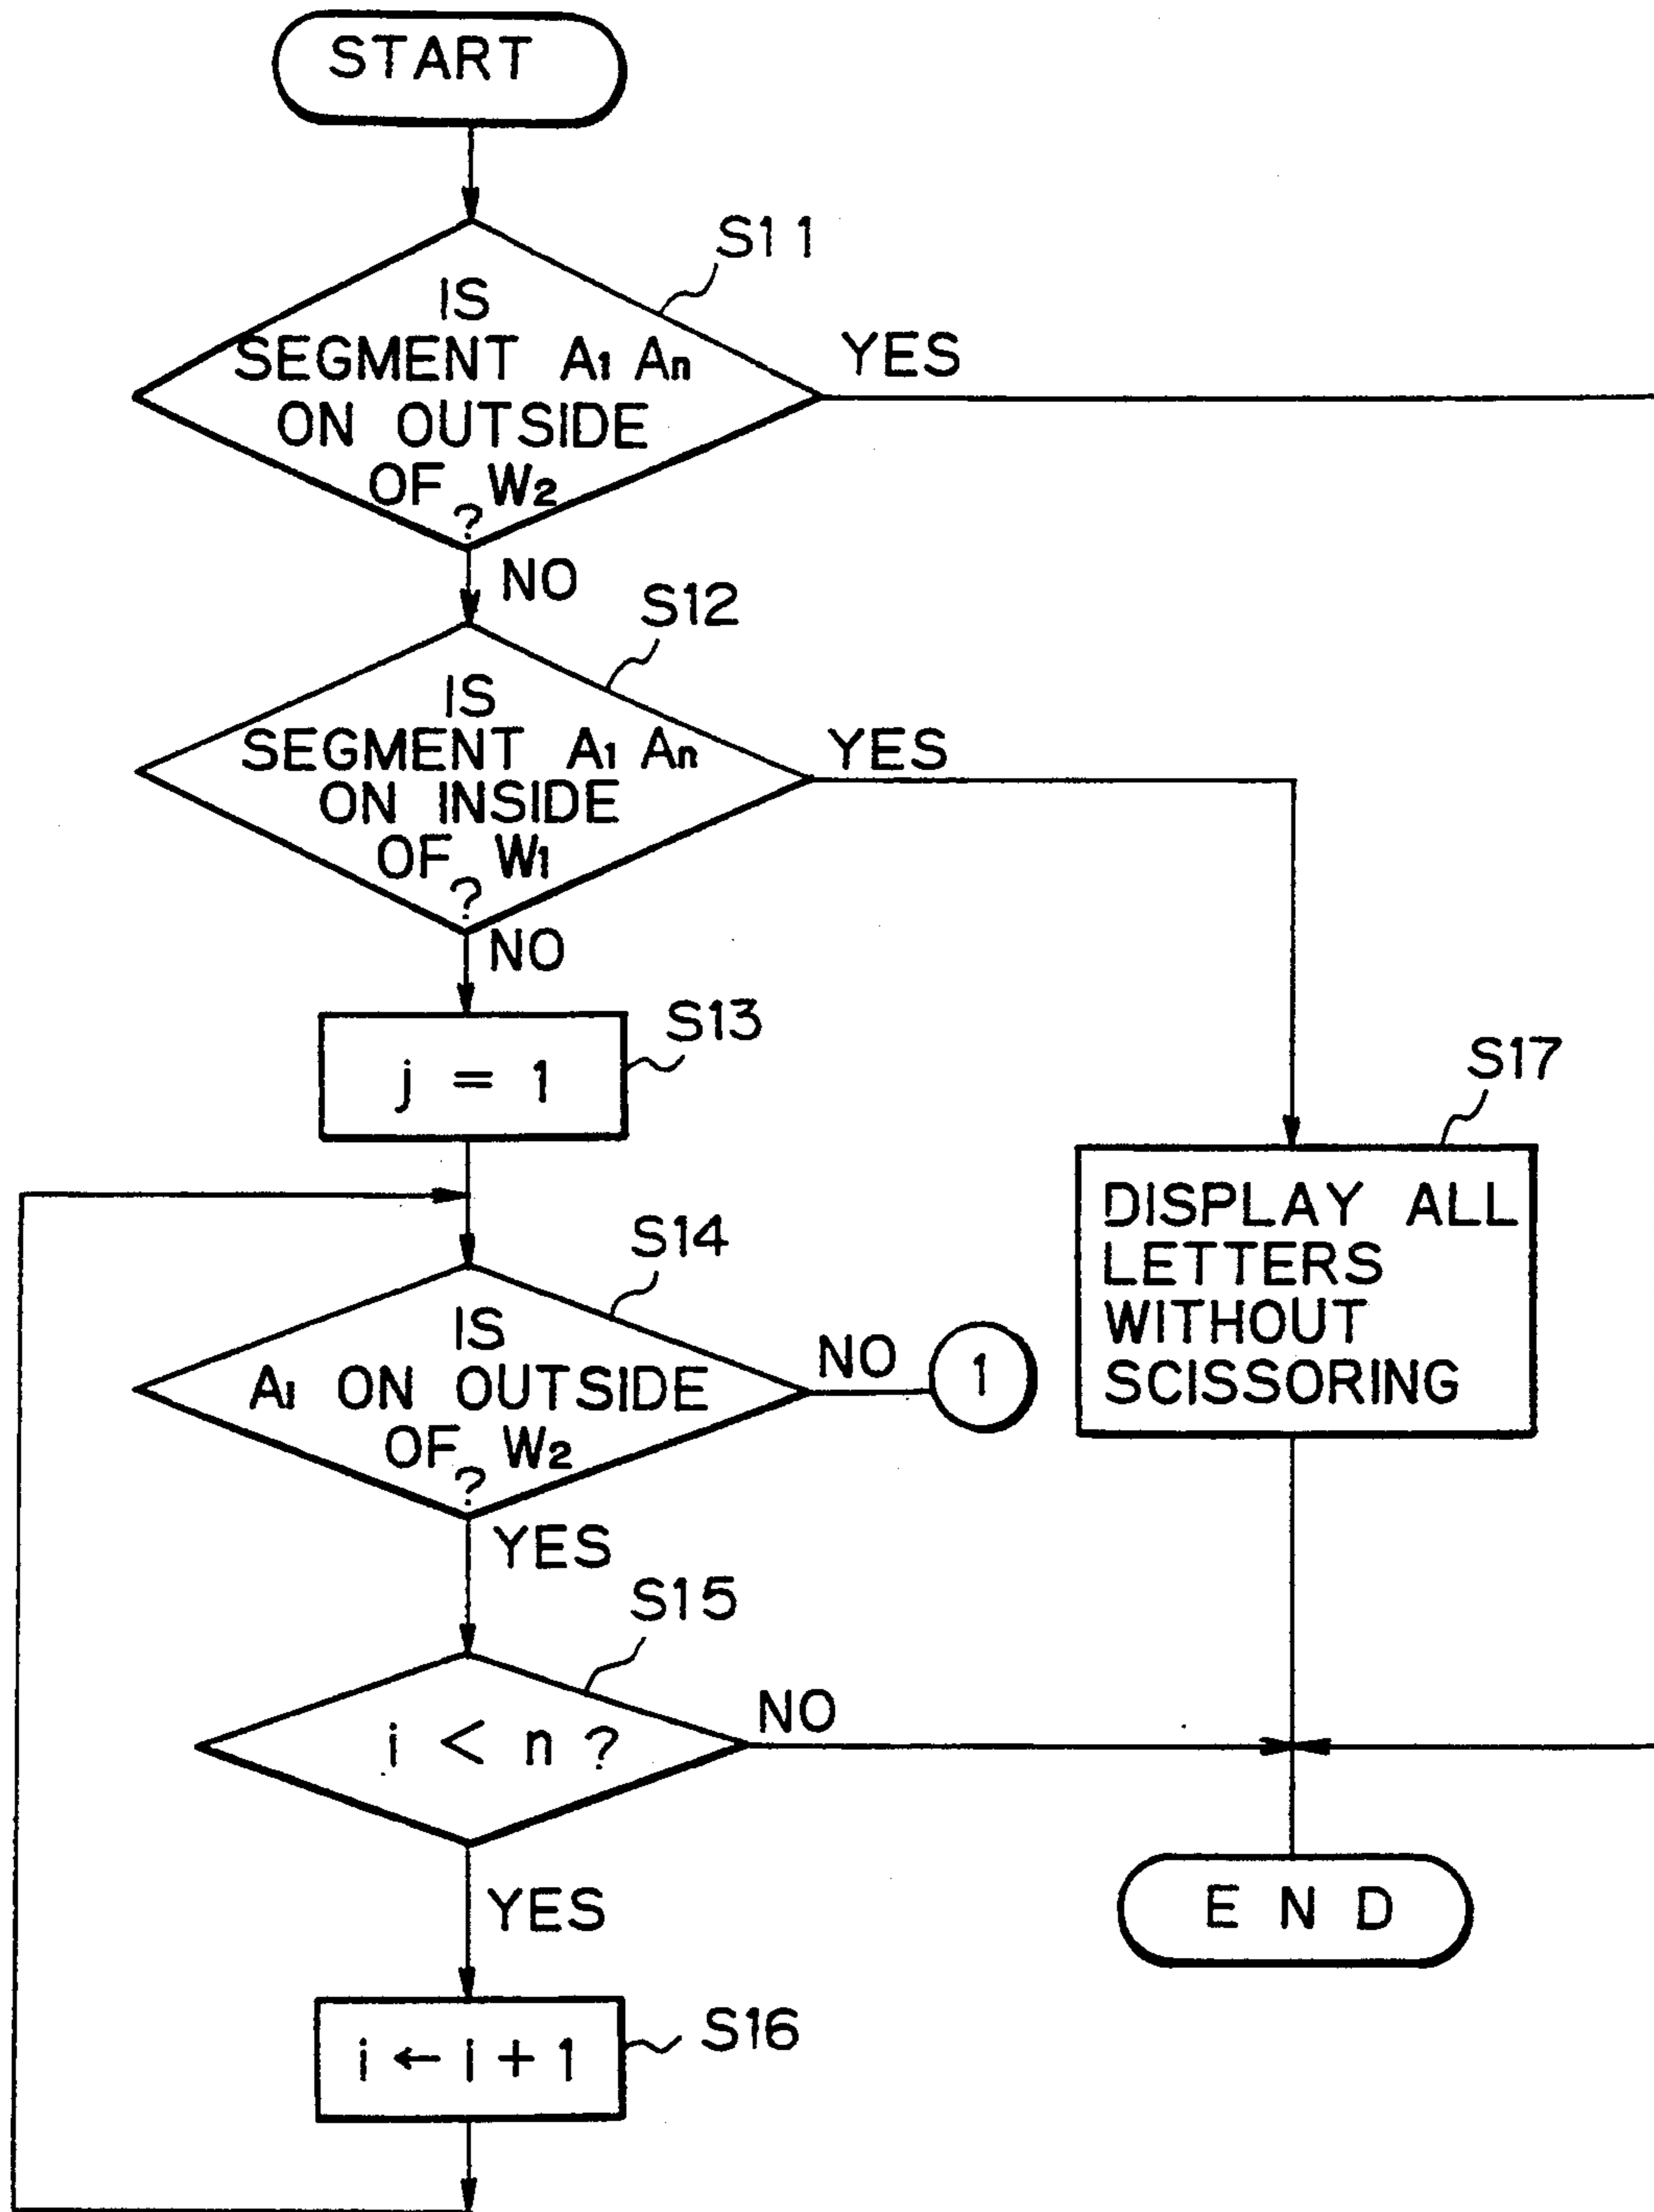 START
S11
IS
SEGMENT A₁ Aₙ
ON OUTSIDE
OF W₂
?
YES
NO
S12
IS
SEGMENT A₁ Aₙ
ON INSIDE
OF W₁
?
YES
NO
S13
j = 1
S17
DISPLAY ALL
LETTERS
WITHOUT
SCISSORING
S14
IS
Aı ON OUTSIDE
OF W₂
?
NO
1
YES
S15
i < n ?
NO
YES
END
S16
i ← i + 1